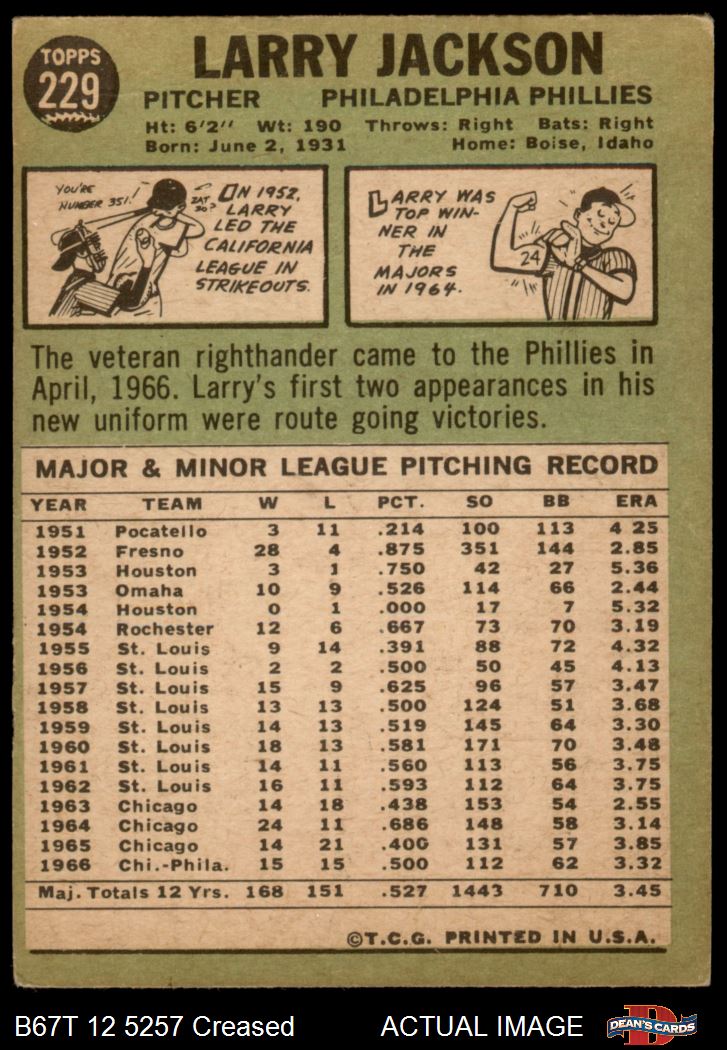 TOPPS
229
LARRY JACKSON
PITCHER PHILADELPHIA PHILLIES
Ht: 6'2" Wt: 190 Throws: Right Bats: Right
Born: June 2, 1931 Home: Boise, Idaho
YOU'RE
NUMBER 351!
ZAT
SO?
ON 1952,
LARRY
LED THE
CALIFORNIA
LEAGUE IN
STRIKEOUTS.
LARRY WAS
TOP WIN-
NER IN
THE
MAJORS
IN 1964.
24
The veteran righthander came to the Phillies in
April, 1966. Larry's first two appearances in his
new uniform were route going victories.
MAJOR & MINOR LEAGUE PITCHING RECORD
YEAR TEAM W L PCT. SO BB ERA
1951 Pocatello 3 11 .214 100 113 4 25
1952 Fresno 28 4 .875 351 144 2.85
1953 Houston 3 1 .750 42 27 5.36
1953 Omaha 10 9 .526 114 66 2.44
1954 Houston 0 1 .000 17 7 5.32
1954 Rochester 12 6 .667 73 70 3.19
1955 St. Louis 9 14 .391 88 72 4.32
1956 St. Louis 2 2 .500 50 45 4.13
1957 St. Louis 15 9 .625 96 57 3.47
1958 St. Louis 13 13 .500 124 51 3.68
1959 St. Louis 14 13 .519 145 64 3.30
1960 St. Louis 18 13 .581 171 70 3.48
1961 St. Louis 14 11 .560 113 56 3.75
1962 St. Louis 16 11 .593 112 64 3.75
1963 Chicago 14 18 .438 153 54 2.55
1964 Chicago 24 11 .686 148 58 3.14
1965 Chicago 14 21 .400 131 57 3.85
1966 Chi.-Phila. 15 15 .500 112 62 3.32
Maj. Totals 12 Yrs. 168 151 .527 1443 710 3.45
©T.C.G. PRINTED IN U.S.A.
B67T 12 5257 Creased ACTUAL IMAGE
D
DEAN'S CARDS